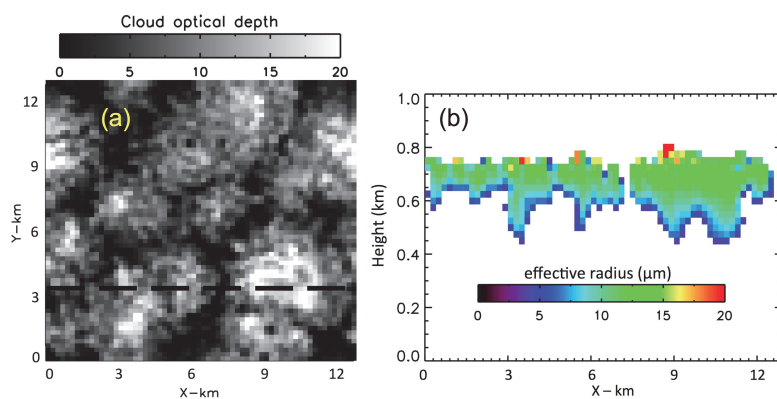 Cloud optical depth
0 5 10 15 20
(a)
12
9
6
3
0
Y-km
0 3 6 9 12
X-km
(b)
1.0
0.8
0.6
0.4
0.2
0.0
Height (km)
effective radius (μm)
0 5 10 15 20
0 3 6 9 12
X-km